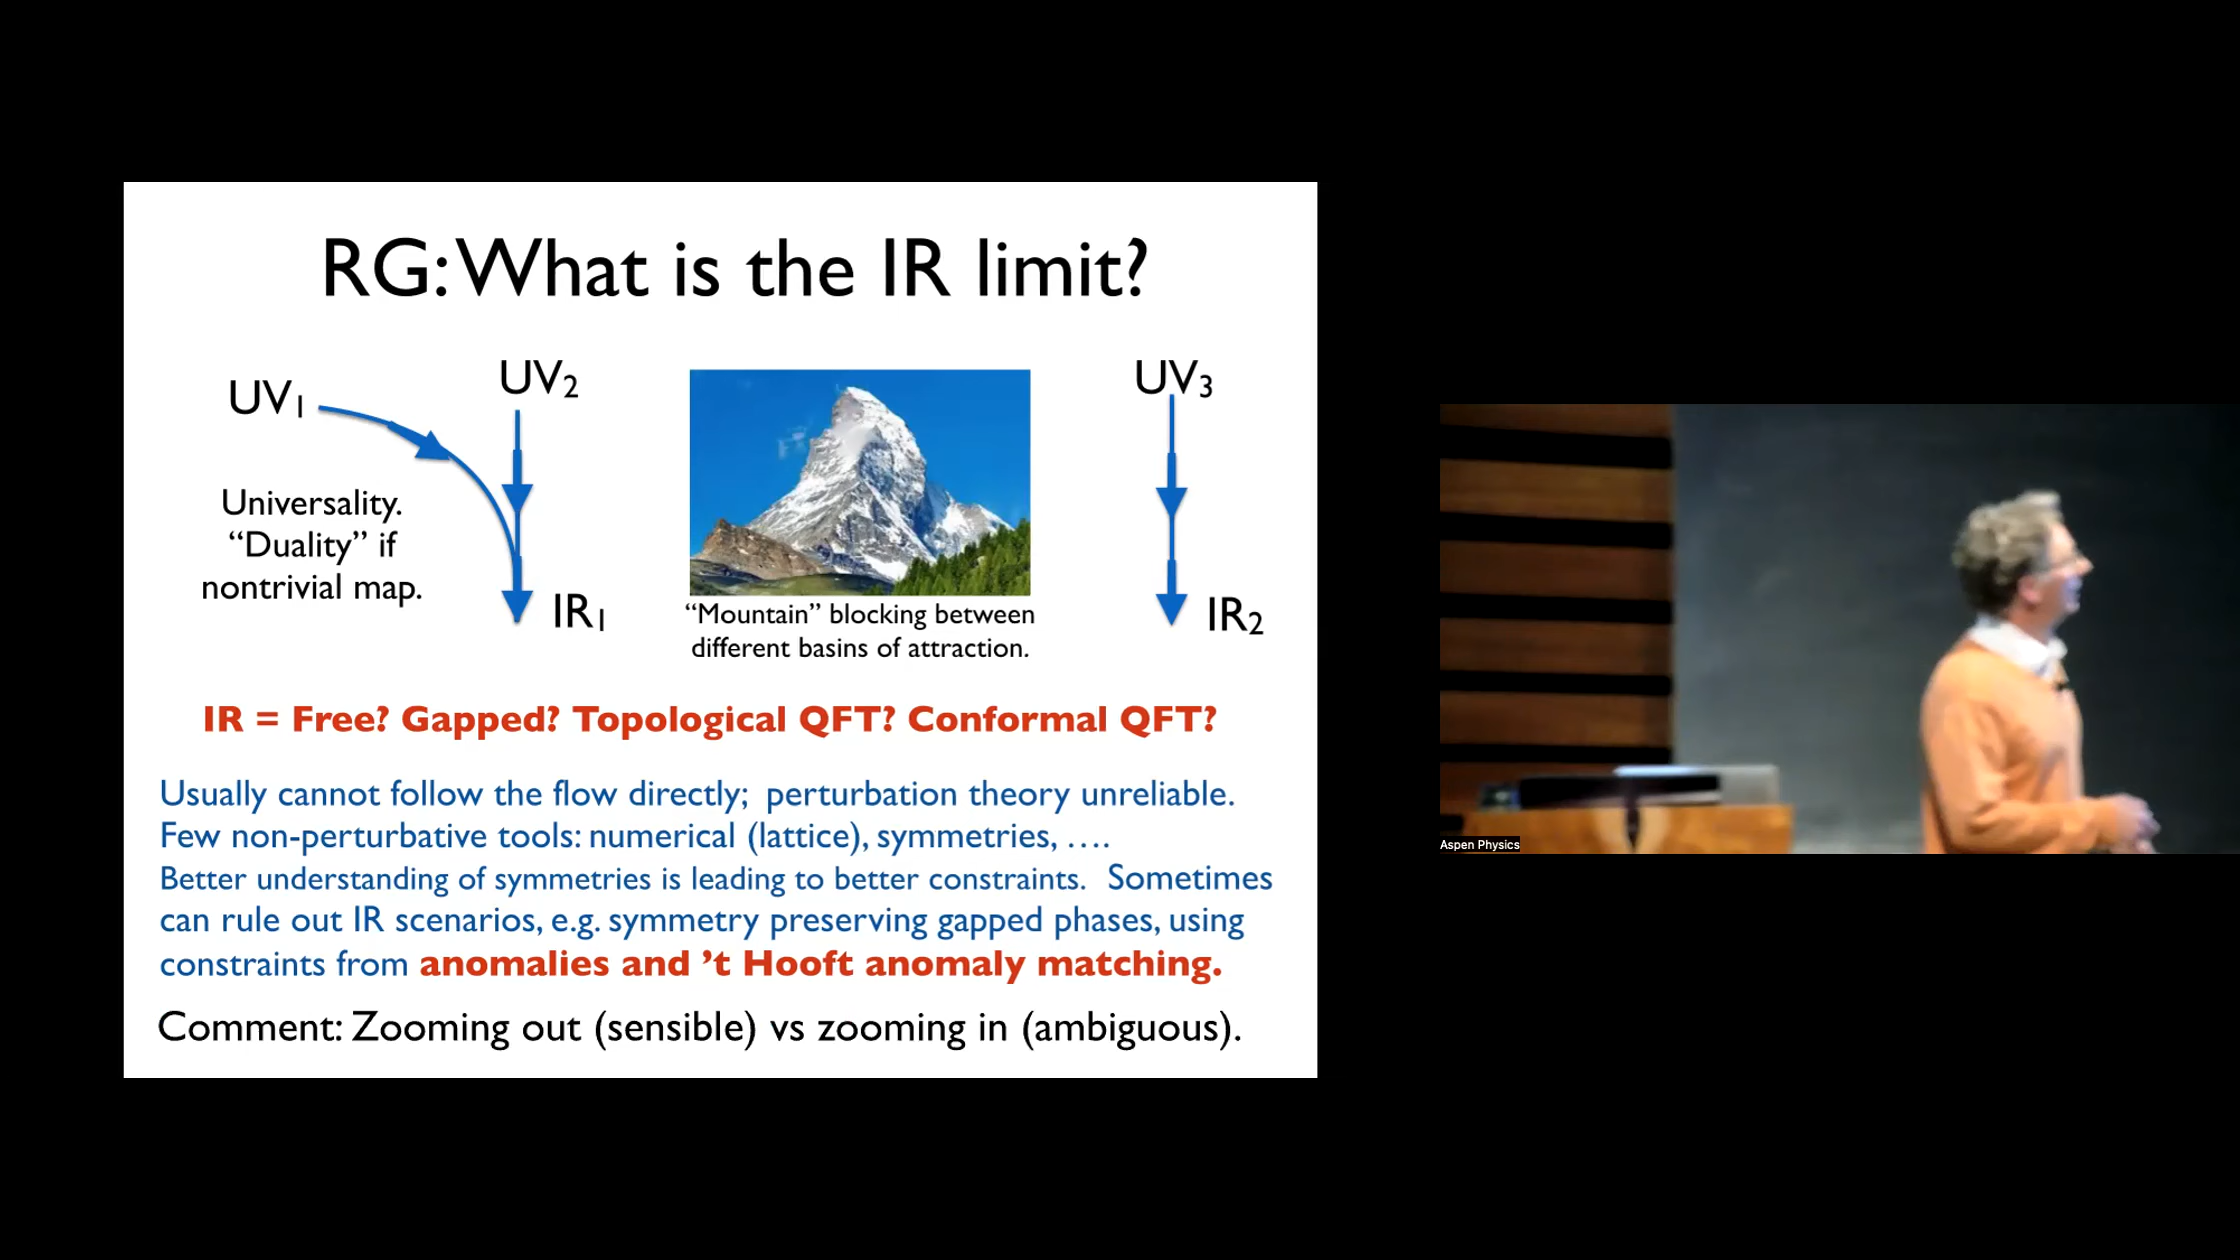 RG: What is the IR limit?
UV1
UV2
UV3
Universality.
“Duality” if
nontrivial map.
IR1
“Mountain” blocking between
different basins of attraction.
IR2
IR = Free? Gapped? Topological QFT? Conformal QFT?
Usually cannot follow the flow directly; perturbation theory unreliable.
Few non-perturbative tools: numerical (lattice), symmetries, ….
Better understanding of symmetries is leading to better constraints. Sometimes
can rule out IR scenarios, e.g. symmetry preserving gapped phases, using
constraints from anomalies and ’t Hooft anomaly matching.
Comment: Zooming out (sensible) vs zooming in (ambiguous).
Aspen Physics